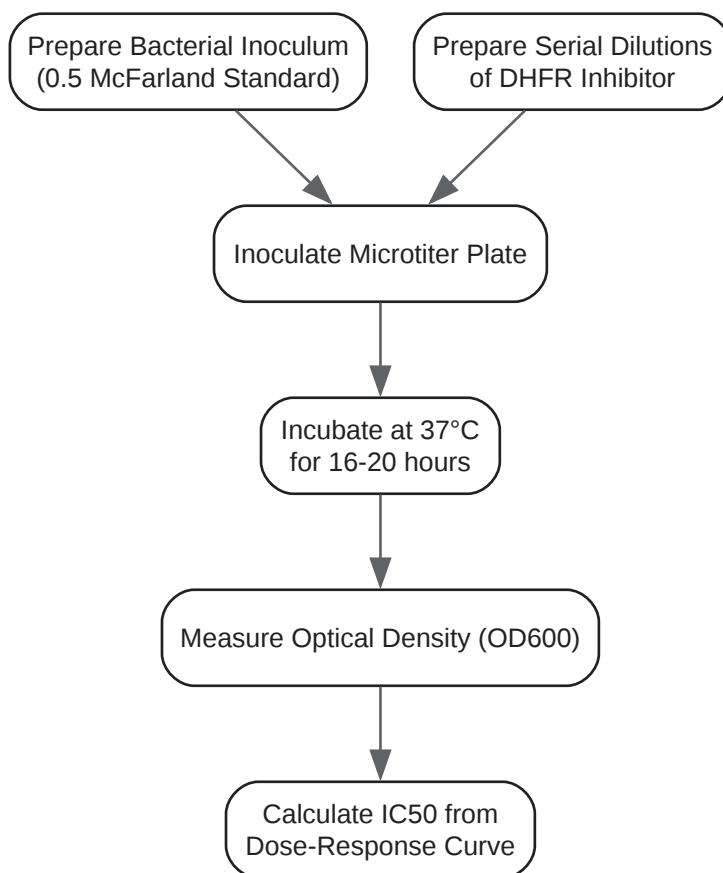 Prepare Bacterial Inoculum
(0.5 McFarland Standard)
Prepare Serial Dilutions
of DHFR Inhibitor
Inoculate Microtiter Plate
Incubate at 37°C
for 16-20 hours
Measure Optical Density (OD600)
Calculate IC50 from
Dose-Response Curve